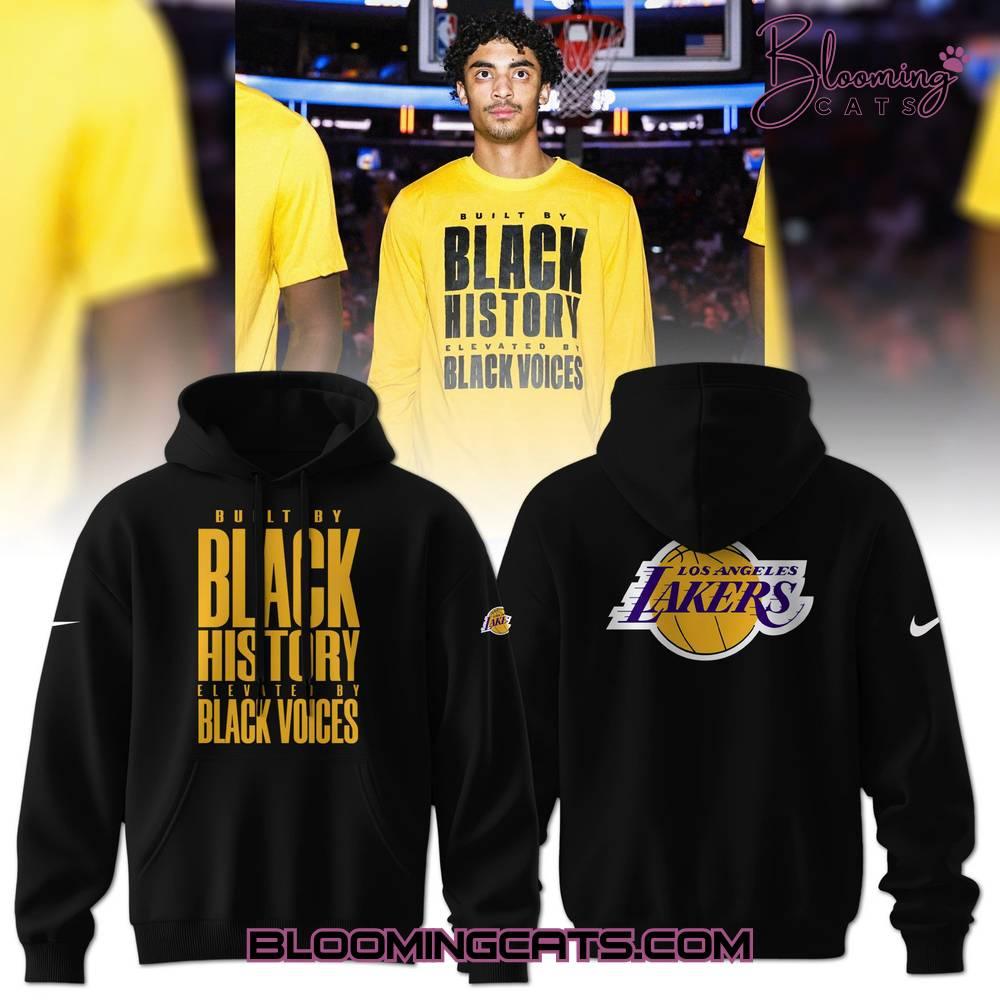 Blooming
CATS
BUILT BY
BLACK
HISTORY
ELEVATED BY
BLACK VOICES
BUILT BY
BLACK
HISTORY
ELEVATED BY
BLACK VOICES
LAKE
LOS ANGELES
LAKERS
BLOOMINGCATS.COM